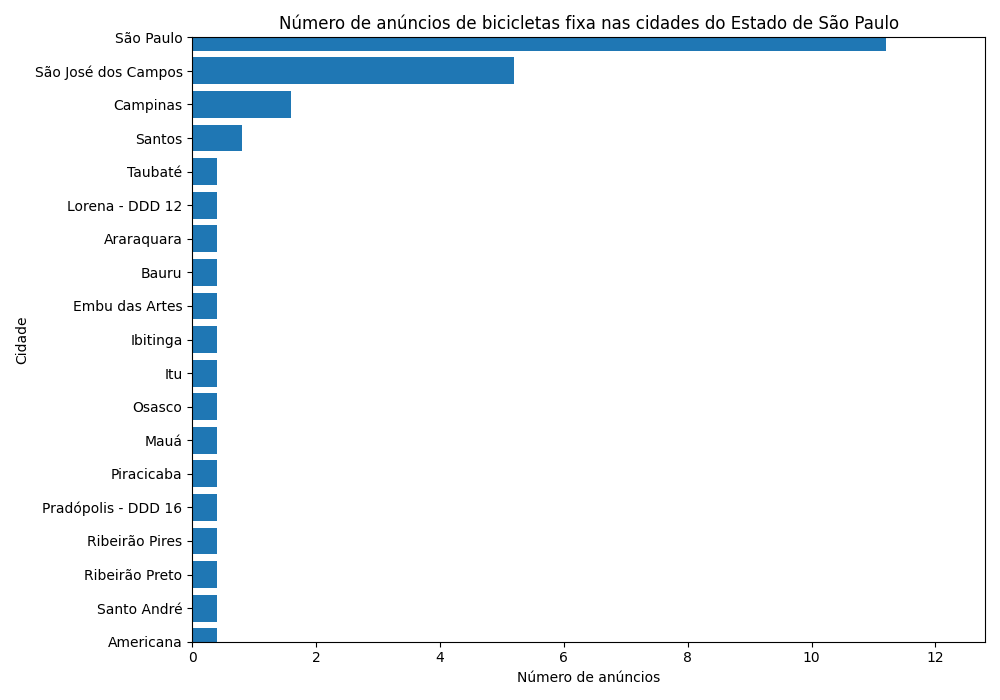 Número de anúncios de bicicletas fixa nas cidades do Estado de São Paulo
São Paulo
São José dos Campos
Campinas
Santos
Taubaté
Lorena - DDD 12
Araraquara
Bauru
Embu das Artes
Ibitinga
Itu
Osasco
Mauá
Piracicaba
Pradópolis - DDD 16
Ribeirão Pires
Ribeirão Preto
Santo André
Americana
Cidade
0 2 4 6 8 10 12
Número de anúncios